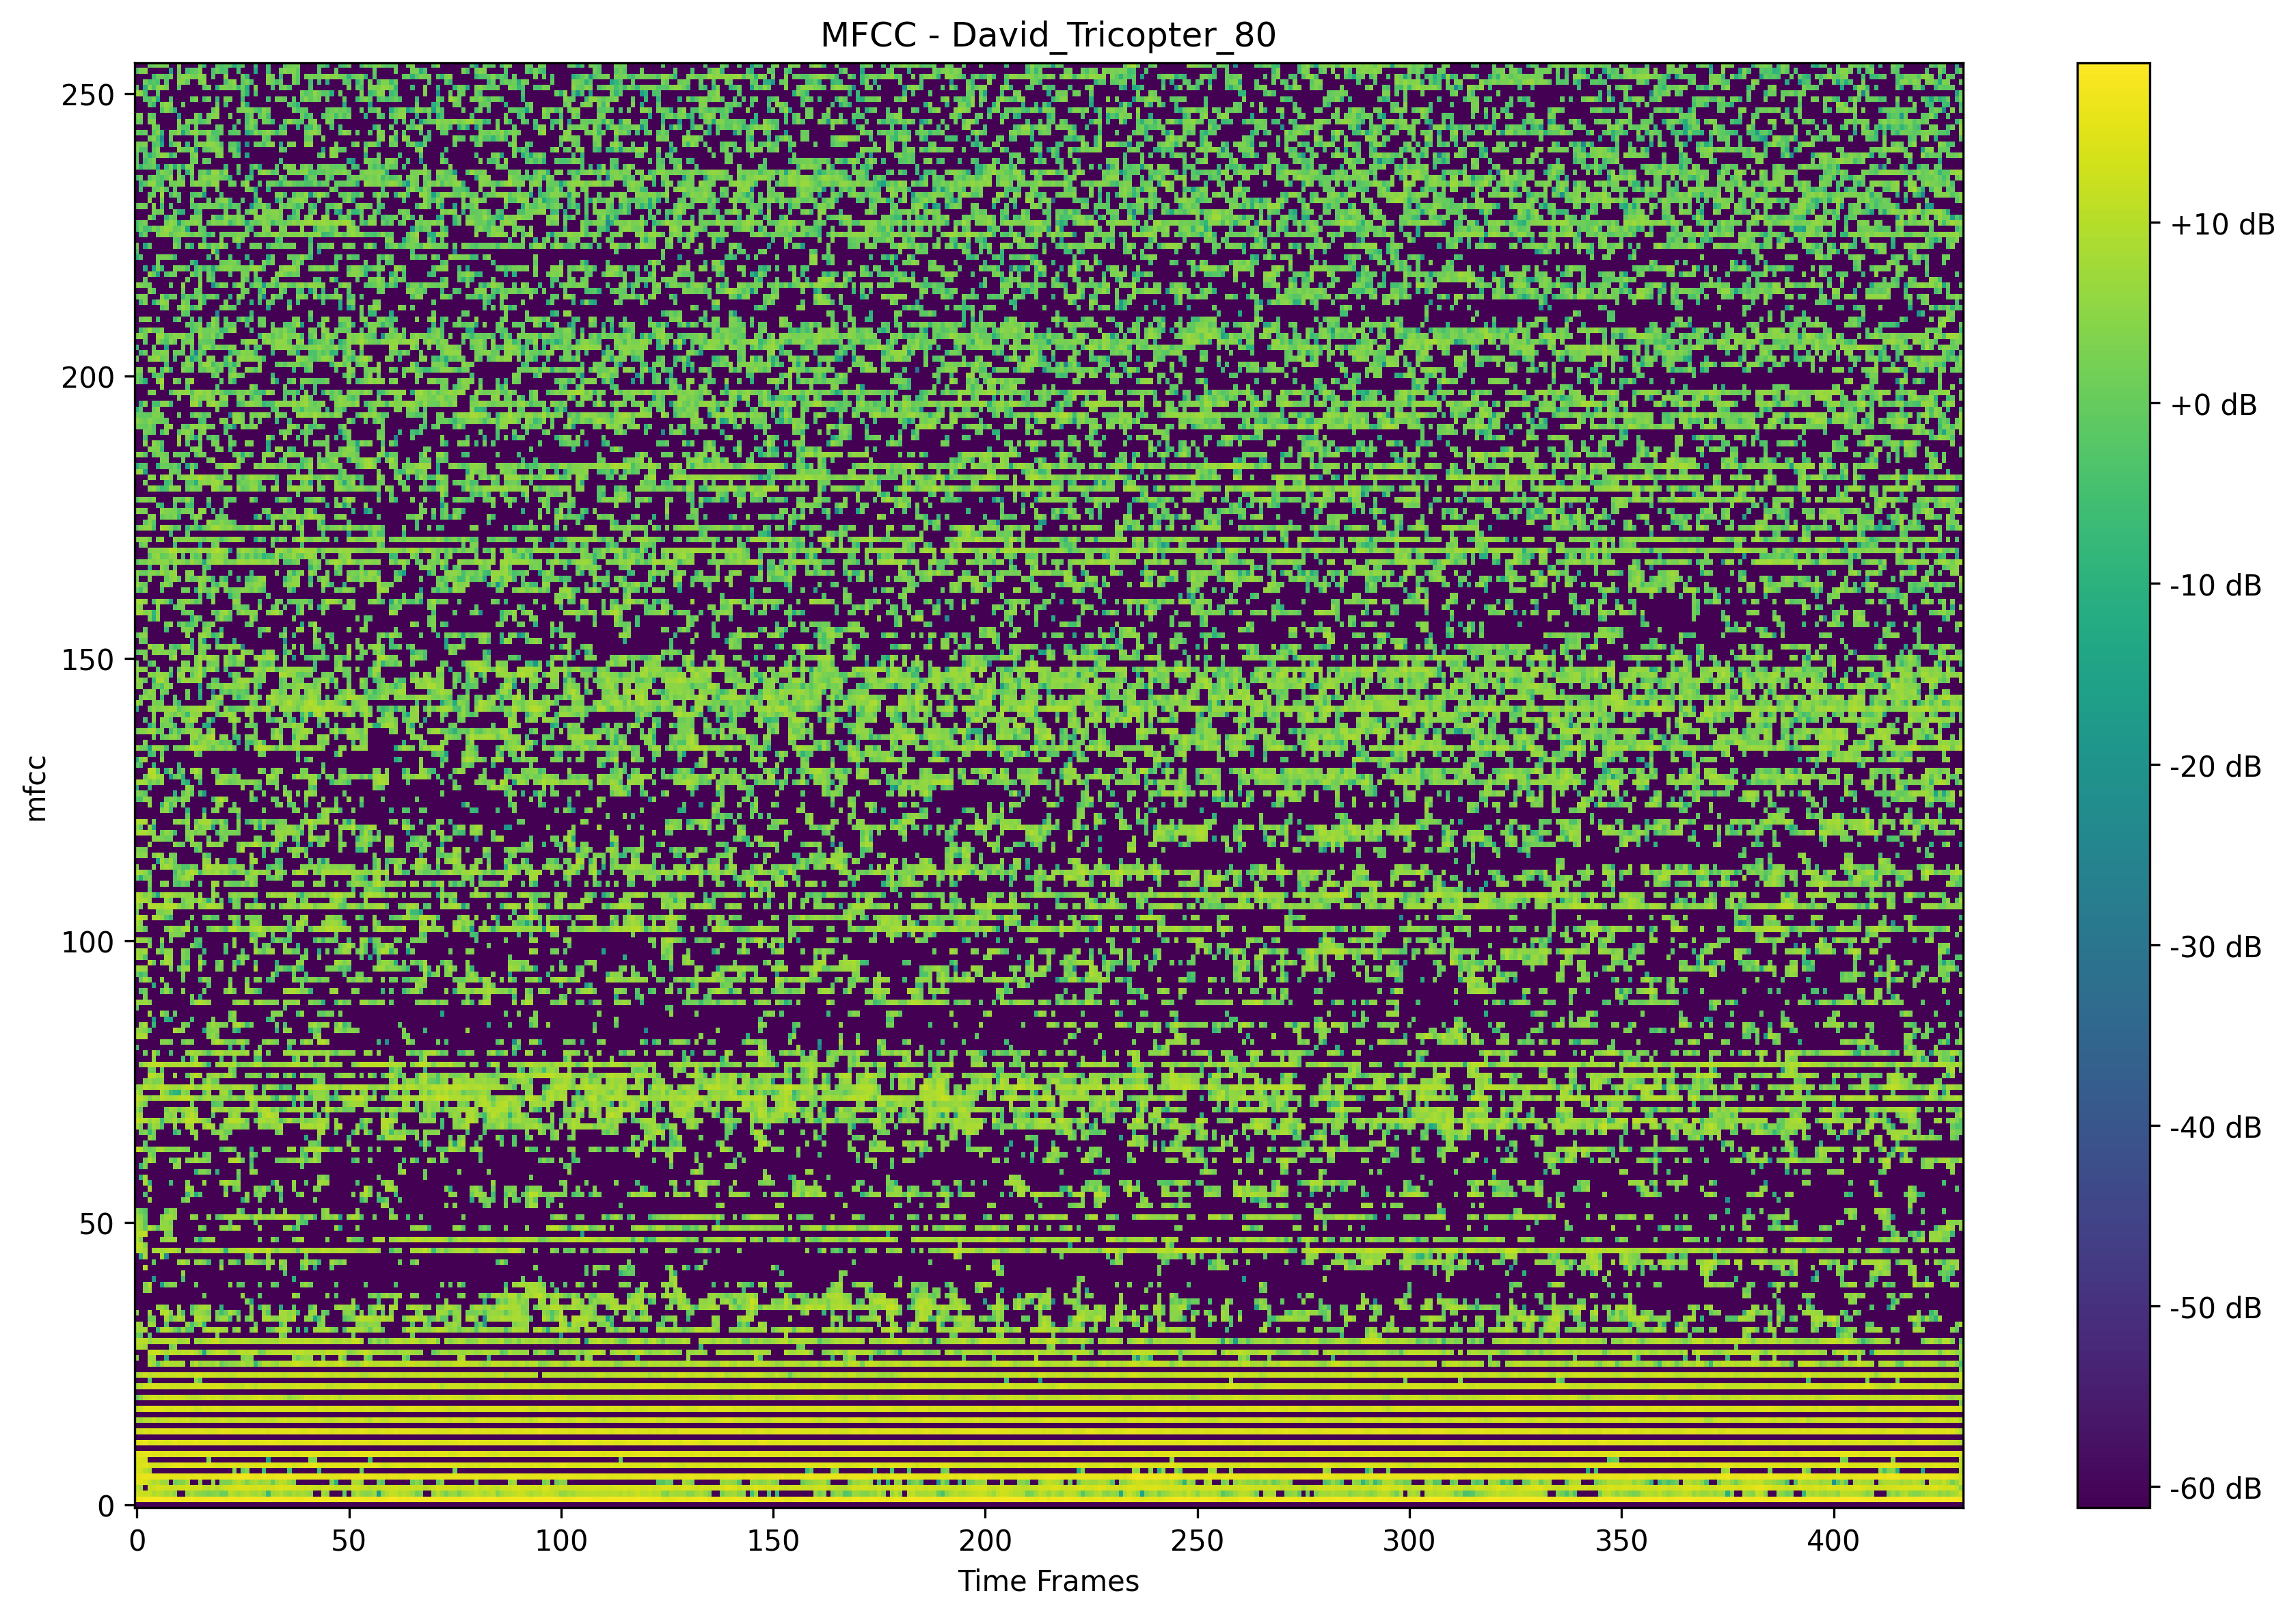 MFCC - David_Tricopter_80
250
200
150
100
50
0
mfcc
0 50 100 150 200 250 300 350 400
Time Frames
+10 dB
+0 dB
-10 dB
-20 dB
-30 dB
-40 dB
-50 dB
-60 dB